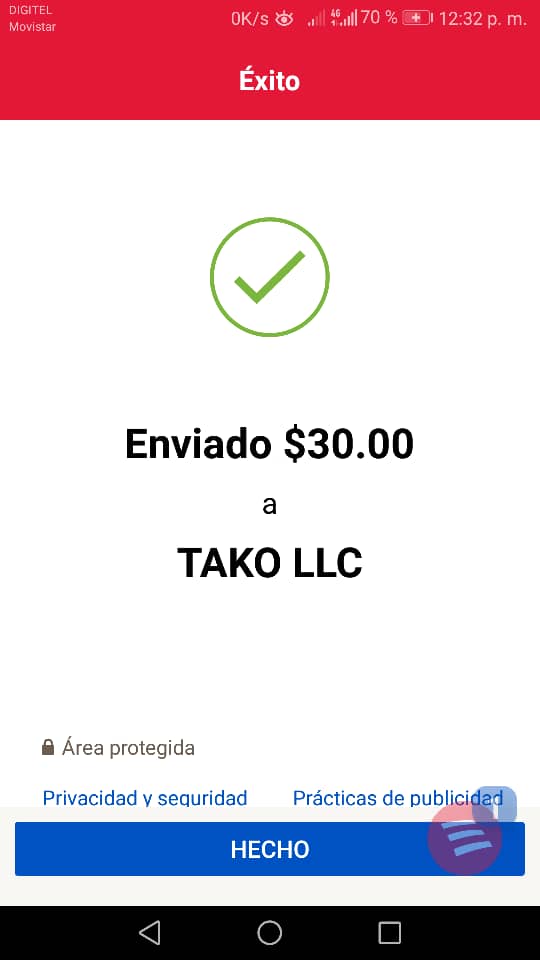 DIGITEL
Movistar
0K/s 4G 70 % 12:32 p. m.
Éxito
Enviado $30.00
a
TAKO LLC
Área protegida
Privacidad y seguridad Prácticas de publicidad
HECHO